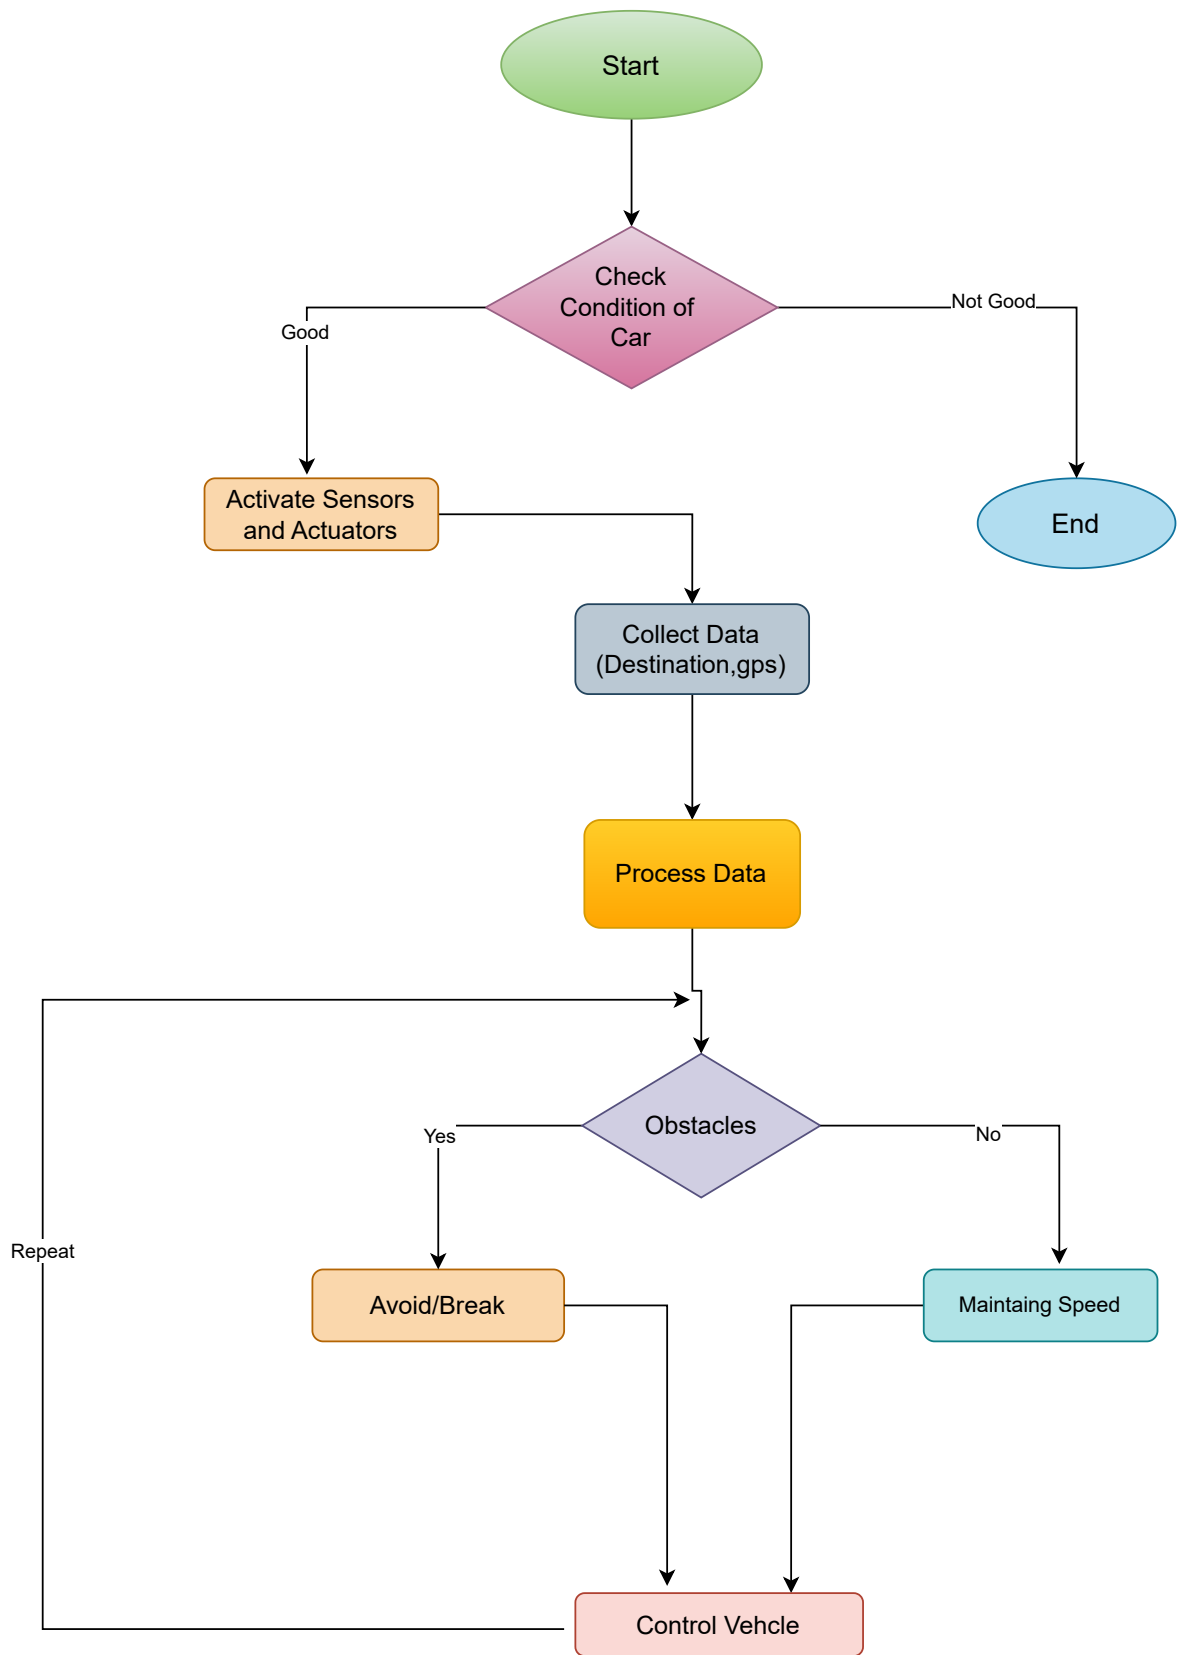 Start
Check
Condition of
Car
Good
Not Good
Activate Sensors
and Actuators
End
Collect Data
(Destination,gps)
Process Data
Obstacles
Yes
No
Repeat
Avoid/Break
Maintaing Speed
Control Vehcle